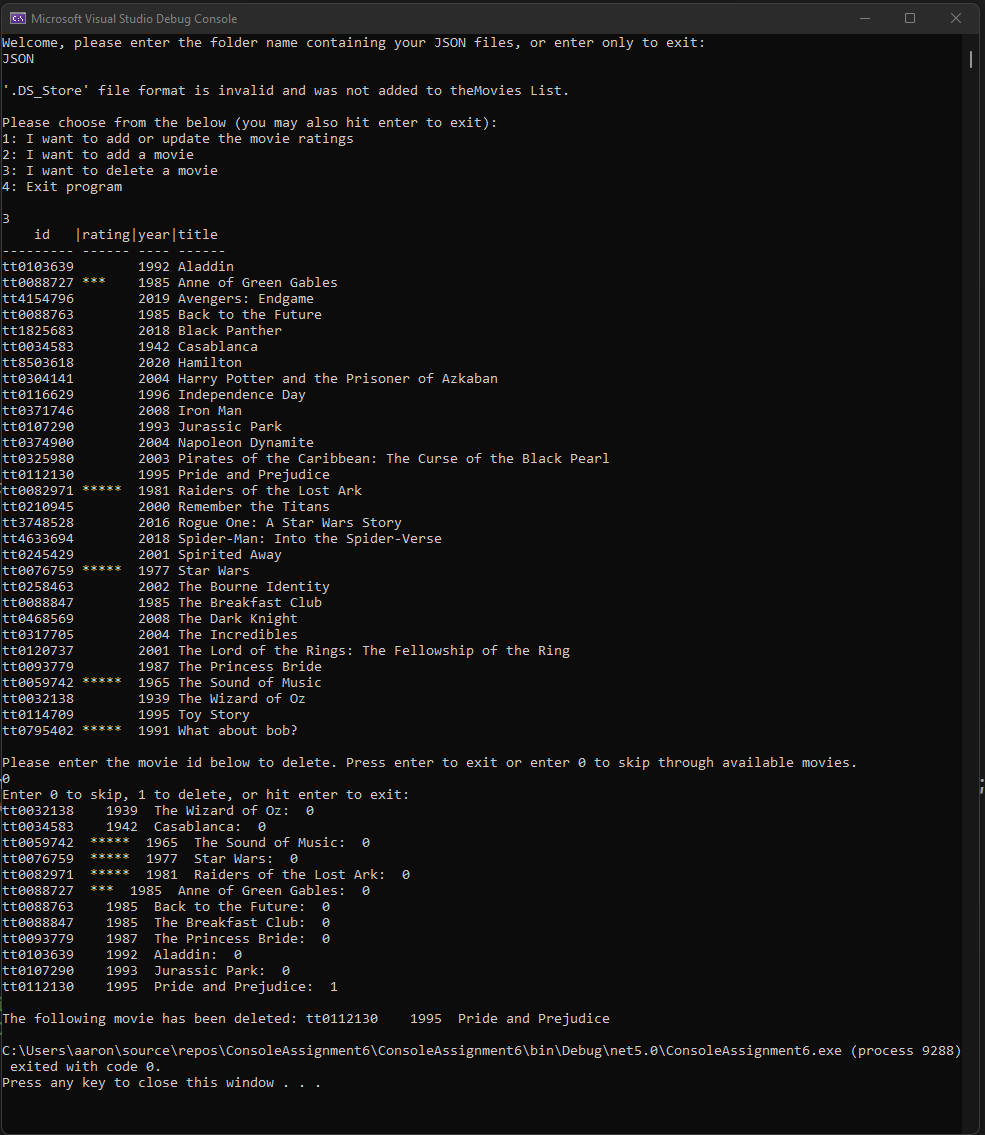 Microsoft Visual Studio Debug Console
Welcome, please enter the folder name containing your JSON files, or enter only to exit:
JSON
'.DS_Store' file format is invalid and was not added to theMovies List.
Please choose from the below (you may also hit enter to exit):
1: I want to add or update the movie ratings
2: I want to add a movie
3: I want to delete a movie
4: Exit program
3
    id   |rating|year|title
--------- ------ ---- ------
tt0103639        1992 Aladdin
tt0088727 ***    1985 Anne of Green Gables
tt4154796        2019 Avengers: Endgame
tt0088763        1985 Back to the Future
tt1825683        2018 Black Panther
tt0034583        1942 Casablanca
tt8503618        2020 Hamilton
tt0304141        2004 Harry Potter and the Prisoner of Azkaban
tt0116629        1996 Independence Day
tt0371746        2008 Iron Man
tt0107290        1993 Jurassic Park
tt0374900        2004 Napoleon Dynamite
tt0325980        2003 Pirates of the Caribbean: The Curse of the Black Pearl
tt0112130        1995 Pride and Prejudice
tt0082971 *****  1981 Raiders of the Lost Ark
tt0210945        2000 Remember the Titans
tt3748528        2016 Rogue One: A Star Wars Story
tt4633694        2018 Spider-Man: Into the Spider-Verse
tt0245429        2001 Spirited Away
tt0076759 *****  1977 Star Wars
tt0258463        2002 The Bourne Identity
tt0088847        1985 The Breakfast Club
tt0468569        2008 The Dark Knight
tt0317705        2004 The Incredibles
tt0120737        2001 The Lord of the Rings: The Fellowship of the Ring
tt0093779        1987 The Princess Bride
tt0059742 *****  1965 The Sound of Music
tt0032138        1939 The Wizard of Oz
tt0114709        1995 Toy Story
tt0795402 *****  1991 What about bob?
Please enter the movie id below to delete. Press enter to exit or enter 0 to skip through available movies.
0
Enter 0 to skip, 1 to delete, or hit enter to exit:
tt0032138    1939  The Wizard of Oz:  0
tt0034583    1942  Casablanca:  0
tt0059742  *****  1965  The Sound of Music:  0
tt0076759  *****  1977  Star Wars:  0
tt0082971  *****  1981  Raiders of the Lost Ark:  0
tt0088727  ***  1985  Anne of Green Gables:  0
tt0088763    1985  Back to the Future:  0
tt0088847    1985  The Breakfast Club:  0
tt0093779    1987  The Princess Bride:  0
tt0103639    1992  Aladdin:  0
tt0107290    1993  Jurassic Park:  0
tt0112130    1995  Pride and Prejudice:  1
The following movie has been deleted: tt0112130    1995  Pride and Prejudice
C:\Users\aaron\source\repos\ConsoleAssignment6\ConsoleAssignment6\bin\Debug\net5.0\ConsoleAssignment6.exe (process 9288)
 exited with code 0.
Press any key to close this window . . .